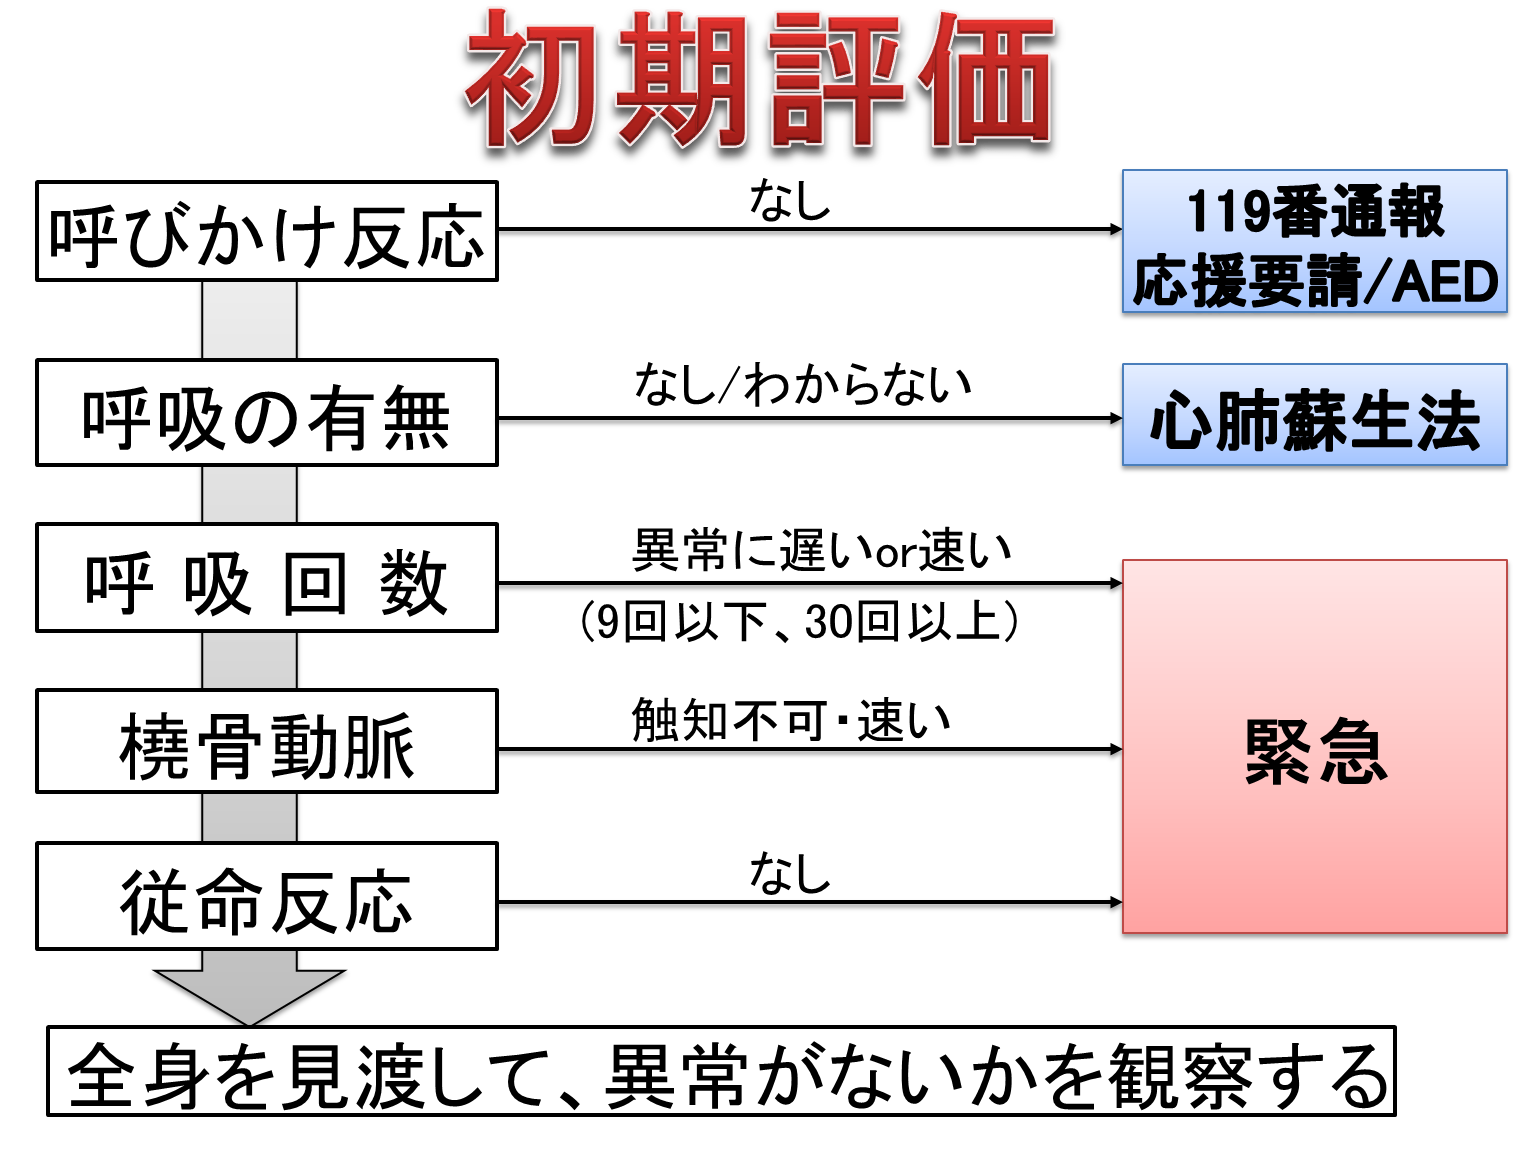 初期評価
呼びかけ反応
なし
119番通報
応援要請/AED
呼吸の有無
なし/わからない
心肺蘇生法
呼吸回数
異常に遅いor速い
（9回以下、30回以上）
橈骨動脈
触知不可・速い
緊急
従命反応
なし
全身を見渡して、異常がないかを観察する